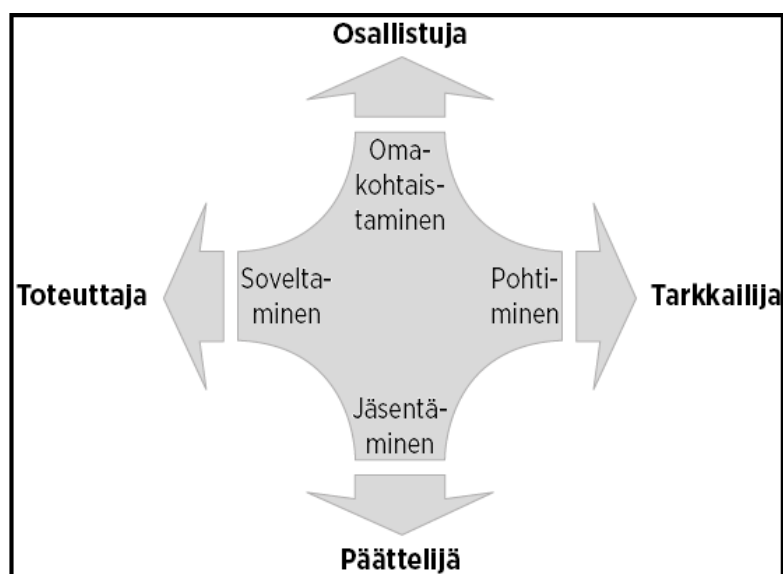 Osallistuja
Oma-
kohtais-
taminen
Toteuttaja
Sovelta-
minen
Pohti-
minen
Tarkkailija
Jäsentä-
minen
Päättelijä